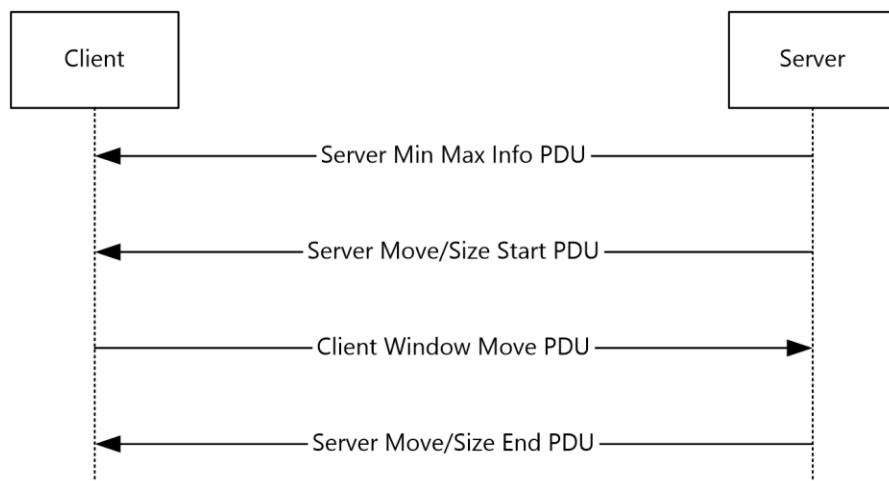 Client
Server
Server Min Max Info PDU
Server Move/Size Start PDU
Client Window Move PDU
Server Move/Size End PDU